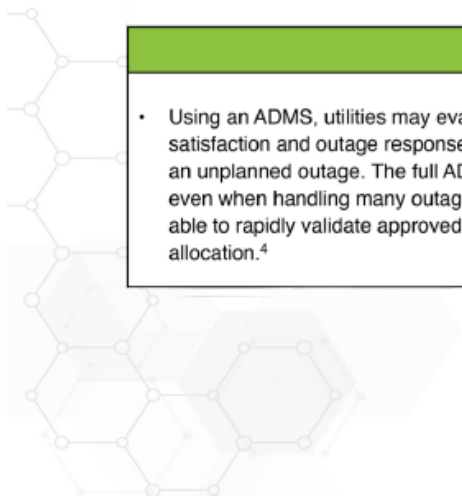 • Using an ADMS, utilities may eva
satisfaction and outage response
an unplanned outage. The full AD
even when handling many outag
able to rapidly validate approved
allocation.⁴